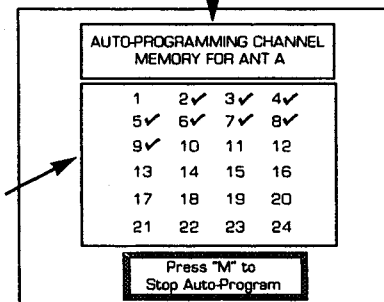 AUTO-PROGRAMMING CHANNEL
MEMORY FOR ANT A
1 2✓ 3✓ 4✓
5✓ 6✓ 7✓ 8✓
9✓ 10 11 12
13 14 15 16
17 18 19 20
21 22 23 24
Press "M" to
Stop Auto-Program